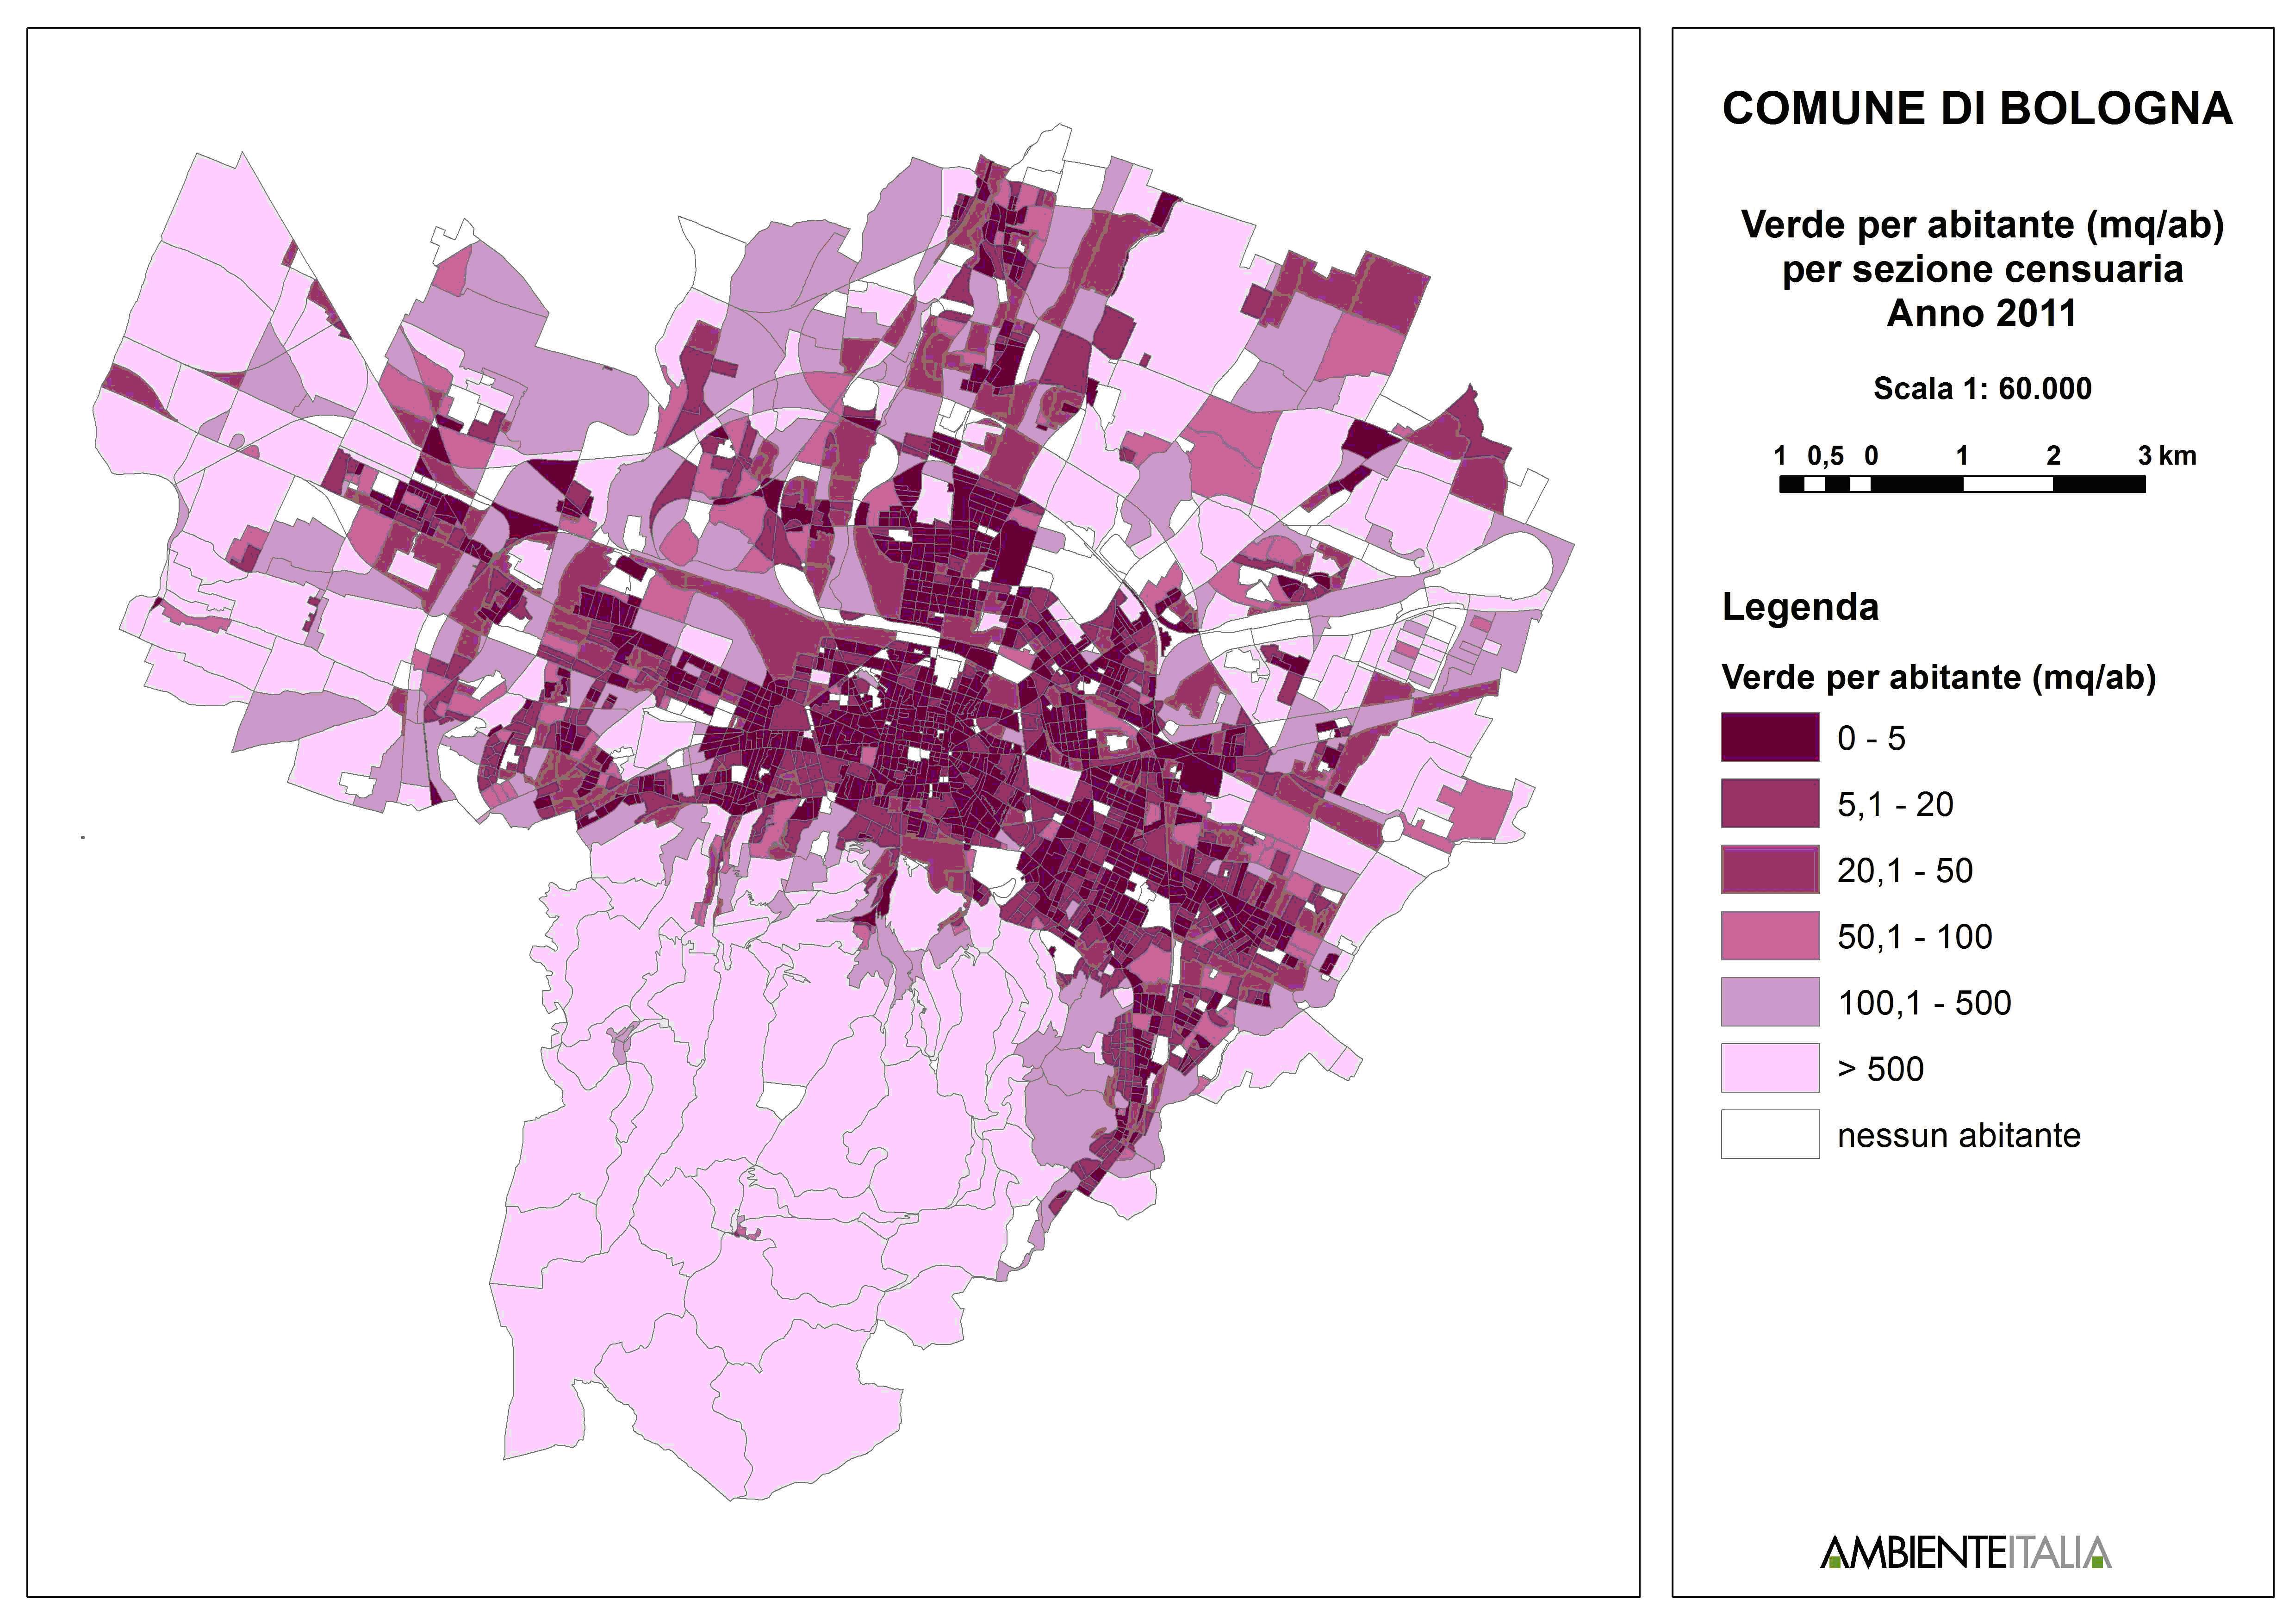 COMUNE DI BOLOGNA
Verde per abitante (mq/ab)
per sezione censuaria
Anno 2011
Scala 1: 60.000
1 0,5 0 1 2 3 km
Legenda
Verde per abitante (mq/ab)
0 - 5
5,1 - 20
20,1 - 50
50,1 - 100
100,1 - 500
> 500
nessun abitante
AMBIENTEITALIA